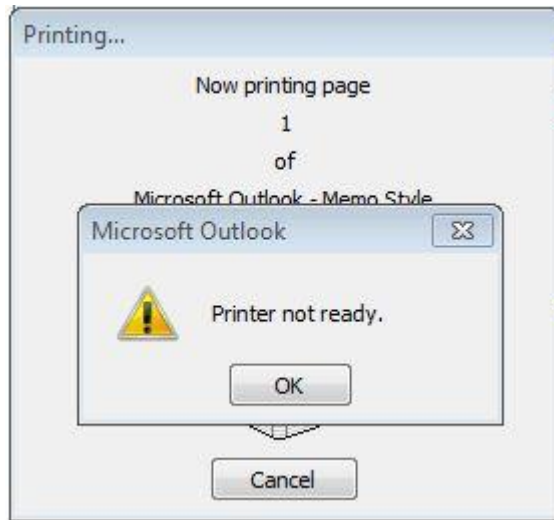 Printing...
Now printing page
1
of
Microsoft Outlook - Memo Style
Microsoft Outlook
Printer not ready.
OK
Cancel